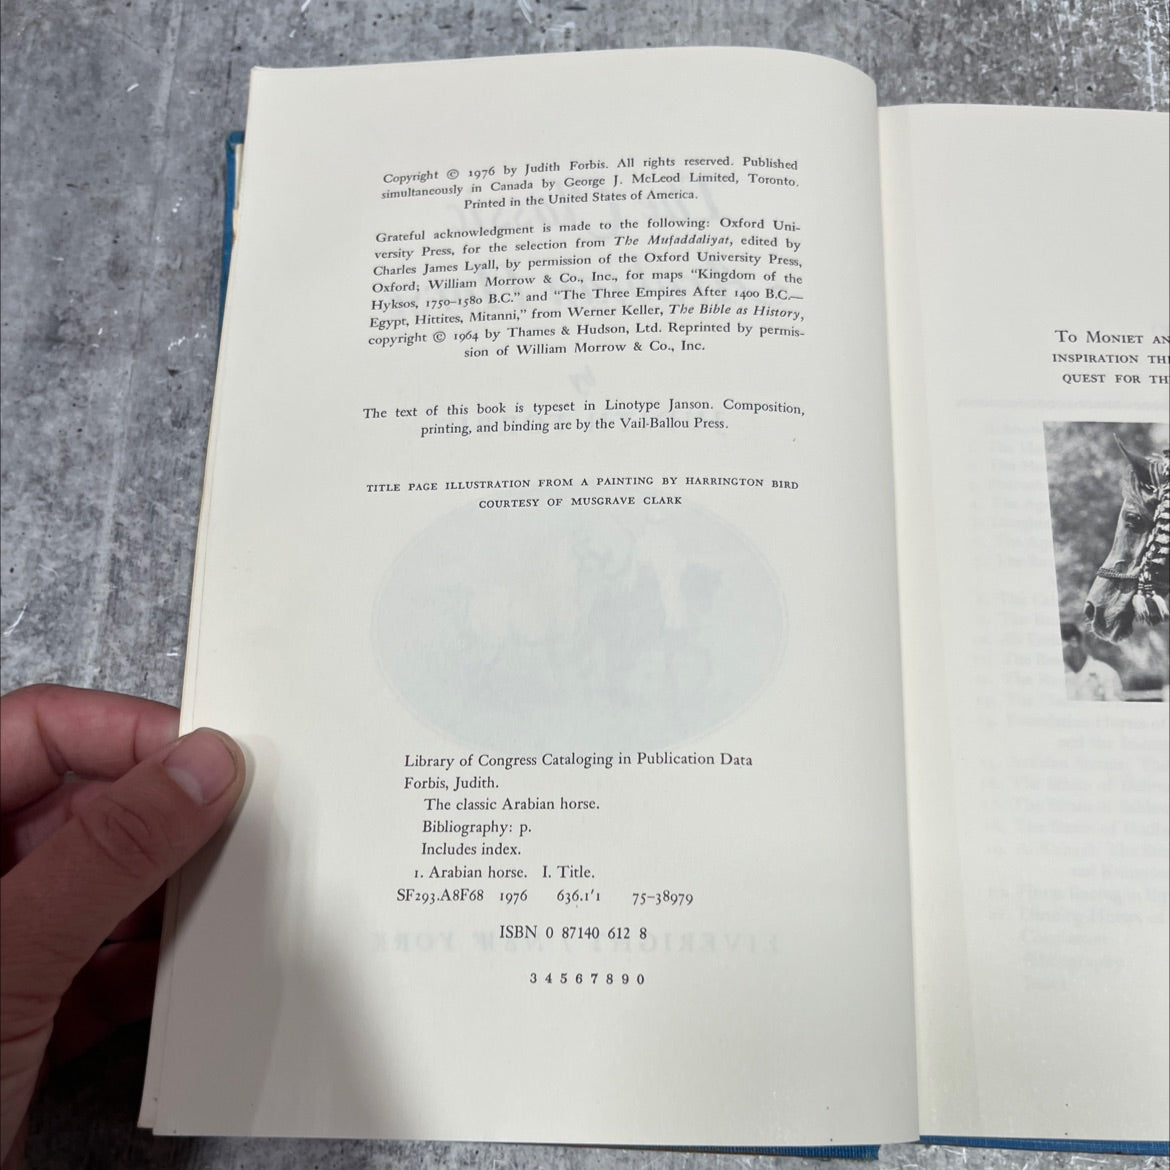 Copyright © 1976 by Judith Forbis. All rights reserved. Published
simultaneously in Canada by George J. McLeod Limited, Toronto.
Printed in the United States of America.
Grateful acknowledgment is made to the following: Oxford Uni-
versity Press, for the selection from The Mufaddaliyat, edited by
Charles James Lyall, by permission of the Oxford University Press,
Oxford; William Morrow & Co., Inc., for maps “Kingdom of the
Hyksos, 1750–1580 B.C.” and “The Three Empires After 1400 B.C.—
Egypt, Hittites, Mitanni,” from Werner Keller, The Bible as History,
copyright © 1964 by Thames & Hudson, Ltd. Reprinted by permis-
sion of William Morrow & Co., Inc.
The text of this book is typeset in Linotype Janson. Composition,
printing, and binding are by the Vail-Ballou Press.
TITLE PAGE ILLUSTRATION FROM A PAINTING BY HARRINGTON BIRD
COURTESY OF MUSGRAVE CLARK
Library of Congress Cataloging in Publication Data
Forbis, Judith.
The classic Arabian horse.
Bibliography: p.
Includes index.
1. Arabian horse. I. Title.
SF293.A8F68 1976 636.1'1 75–38979
ISBN 0 87140 612 8
3 4 5 6 7 8 9 0
To MONIET AN
INSPIRATION TH
QUEST FOR TH